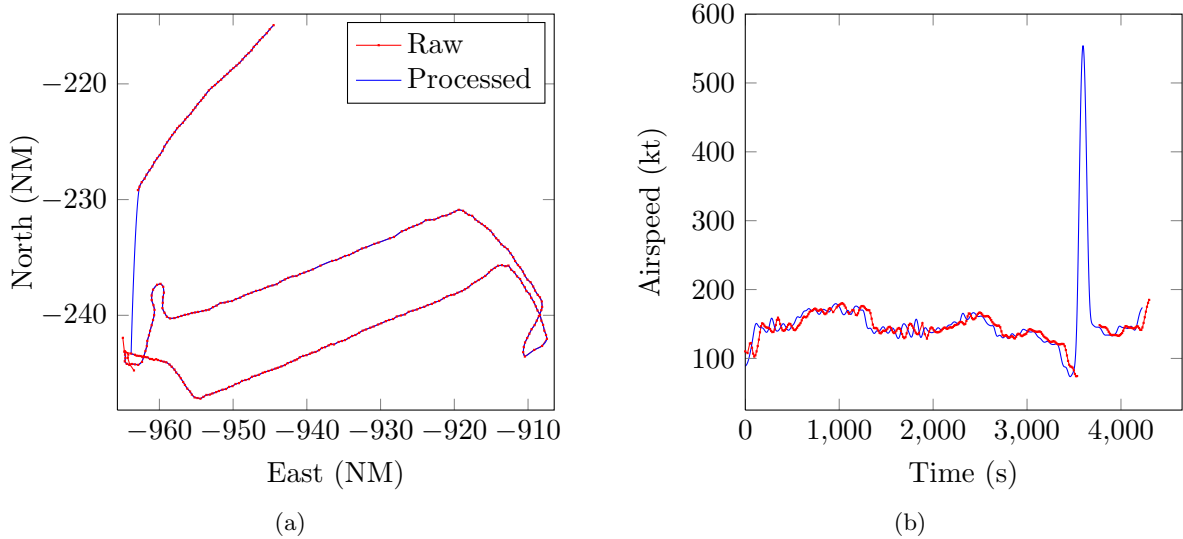 Raw
Processed
−220
−230
−240
North (NM)
−960 −950 −940 −930 −920 −910
East (NM)
(a)
600
500
400
300
200
100
Airspeed (kt)
0 1,000 2,000 3,000 4,000
Time (s)
(b)